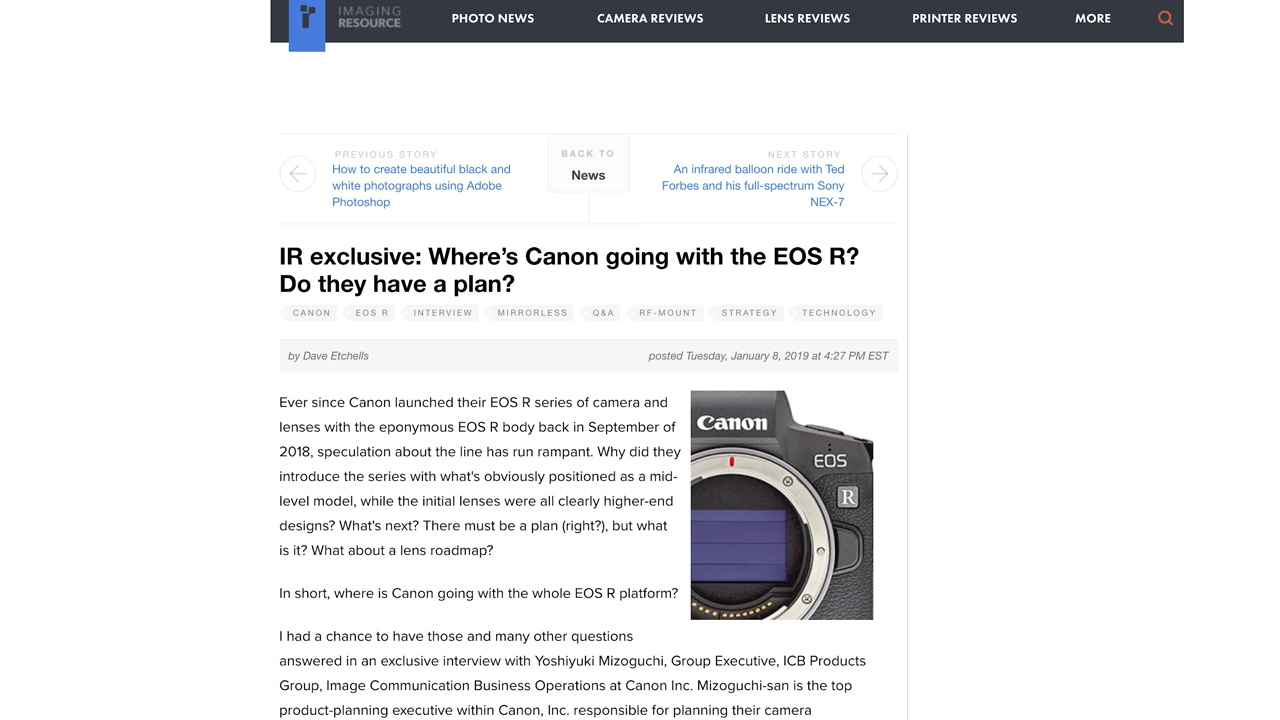 IMAGING
RESOURCE
PHOTO NEWS
CAMERA REVIEWS
LENS REVIEWS
PRINTER REVIEWS
MORE
PREVIOUS STORY
How to create beautiful black and
white photographs using Adobe
Photoshop
BACK TO
News
NEXT STORY
An infrared balloon ride with Ted
Forbes and his full-spectrum Sony
NEX-7
IR exclusive: Where’s Canon going with the EOS R?
Do they have a plan?
CANON EOS R INTERVIEW MIRRORLESS Q&A RF-MOUNT STRATEGY TECHNOLOGY
by Dave Etchells
posted Tuesday, January 8, 2019 at 4:27 PM EST
Ever since Canon launched their EOS R series of camera and
lenses with the eponymous EOS R body back in September of
2018, speculation about the line has run rampant. Why did they
introduce the series with what's obviously positioned as a mid-
level model, while the initial lenses were all clearly higher-end
designs? What's next? There must be a plan (right?), but what
is it? What about a lens roadmap?
Canon
EOS
R
In short, where is Canon going with the whole EOS R platform?
I had a chance to have those and many other questions
answered in an exclusive interview with Yoshiyuki Mizoguchi, Group Executive, ICB Products
Group, Image Communication Business Operations at Canon Inc. Mizoguchi-san is the top
product-planning executive within Canon, Inc. responsible for planning their camera